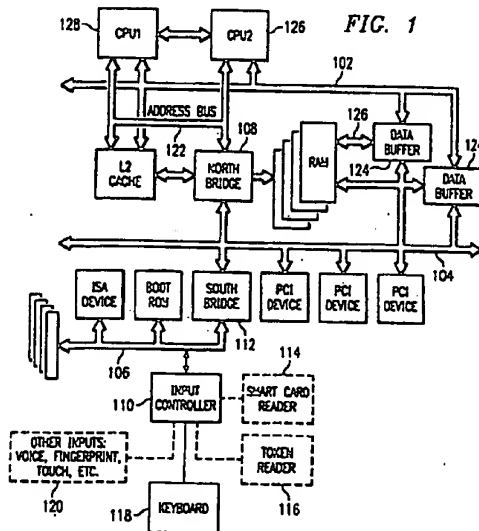 FIG. 1
128
CPU1
CPU2
126
102
ADDRESS BUS
122
108
126
L2
CACHE
NORTH
BRIDGE
RAM
DATA
BUFFER
124
124
DATA
BUFFER
104
ISA
DEVICE
BOOT
ROM
SOUTH
BRIDGE
PCI
DEVICE
PCI
DEVICE
PCI
DEVICE
112
106
114
110
INPUT
CONTROLLER
SMART CARD
READER
OTHER INPUTS:
VOICE, FINGERPRINT,
TOUCH, ETC.
TOKEN
READER
120
118
KEYBOARD
116